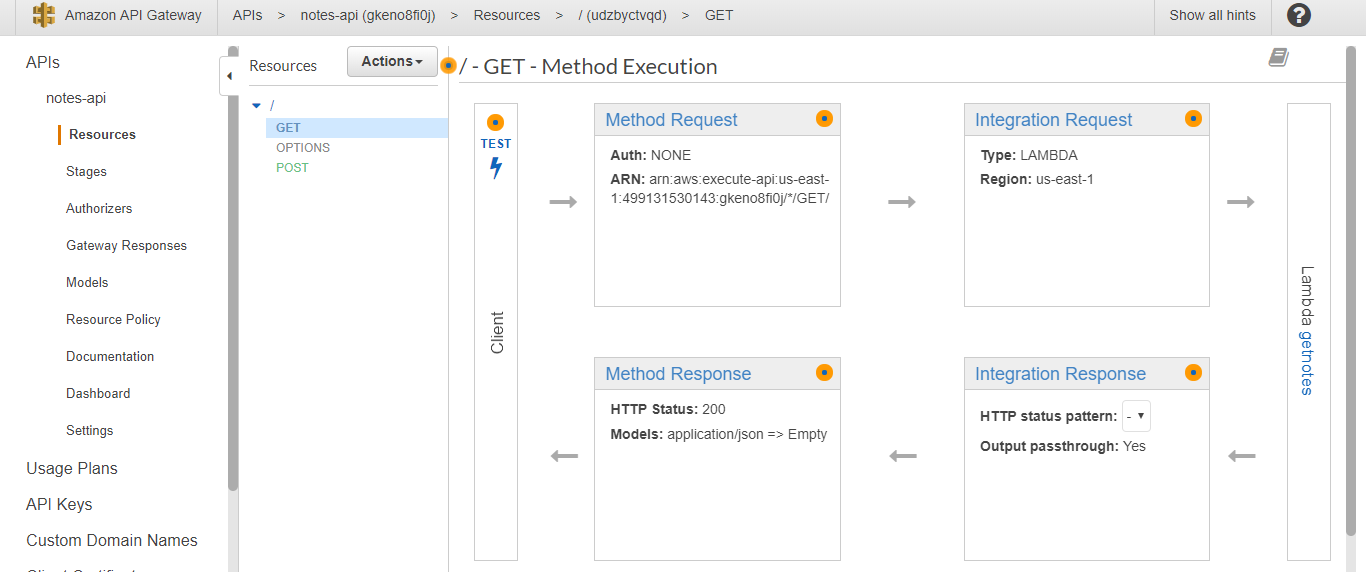 Amazon API Gateway APIs > notes-api (gkeno8fi0j) > Resources > / (udzbyctvqd) > GET Show all hints ?
APIs
notes-api
Resources
Stages
Authorizers
Gateway Responses
Models
Resource Policy
Documentation
Dashboard
Settings
Usage Plans
API Keys
Custom Domain Names
Resources Actions
/
GET
OPTIONS
POST
/ - GET - Method Execution
TEST
Client
Method Request
Auth: NONE
ARN: arn:aws:execute-api:us-east-
1:499131530143:gkeno8fi0j/*/GET/
Integration Request
Type: LAMBDA
Region: us-east-1
Lambda getnotes
Method Response
HTTP Status: 200
Models: application/json => Empty
Integration Response
HTTP status pattern: -
Output passthrough: Yes